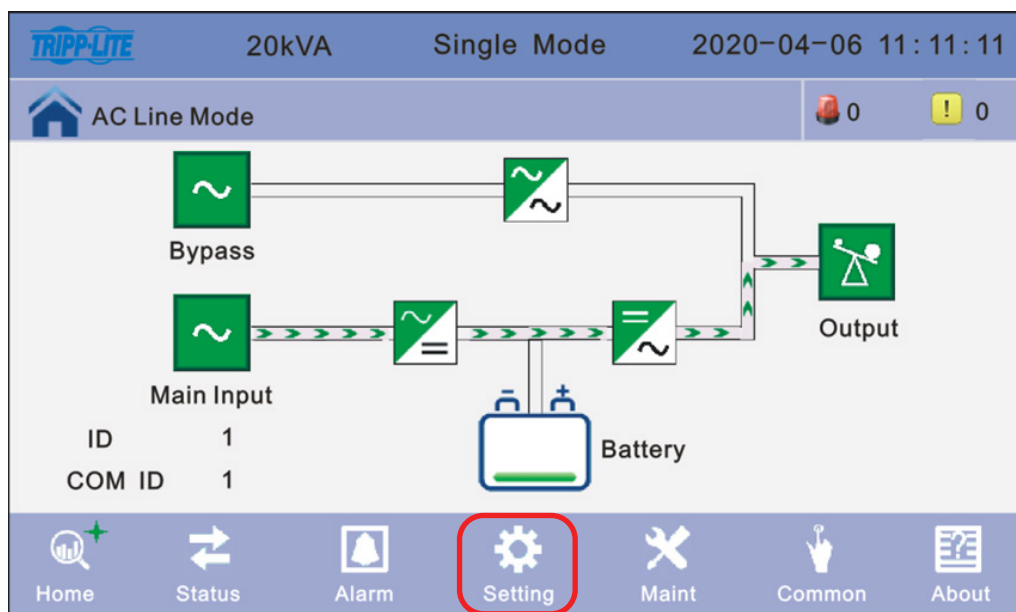 TRIPP·LITE 20kVA Single Mode 2020-04-06 11:11:11
AC Line Mode 0 ! 0
Bypass
Output
Main Input
Battery
ID 1
COM ID 1
Home Status Alarm Setting Maint Common About